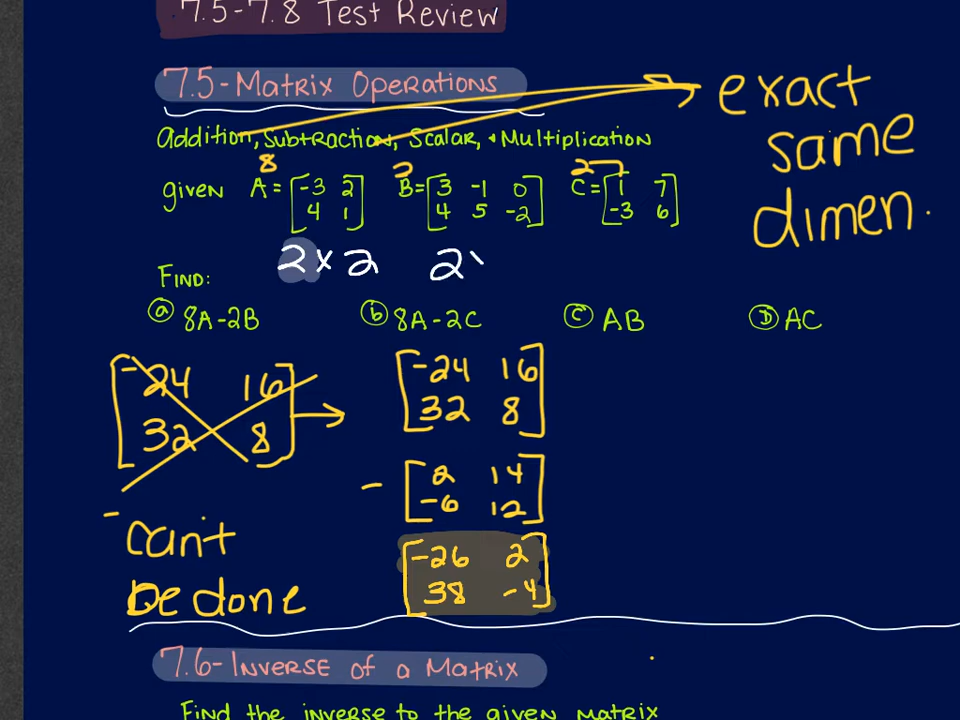 7.5-7.8 Test Review
7.5-Matrix Operations
exact
same
dimen.
Addition, Subtraction, Scalar, + Multiplication
8 2 2
given A = [-3 2 B = [3 -1 0 C = [1 7
4 1] 4 5 -2] -3 6]
2x2 2
Find:
a 8A-2B b 8A-2C c AB D AC
[-24 16 [-24 16
32 8] → 32 8]
- [2 14
-6 12]
- can't [-26 2
be done 38 -4]
7.6-Inverse of a Matrix
Find the inverse to the given matrix